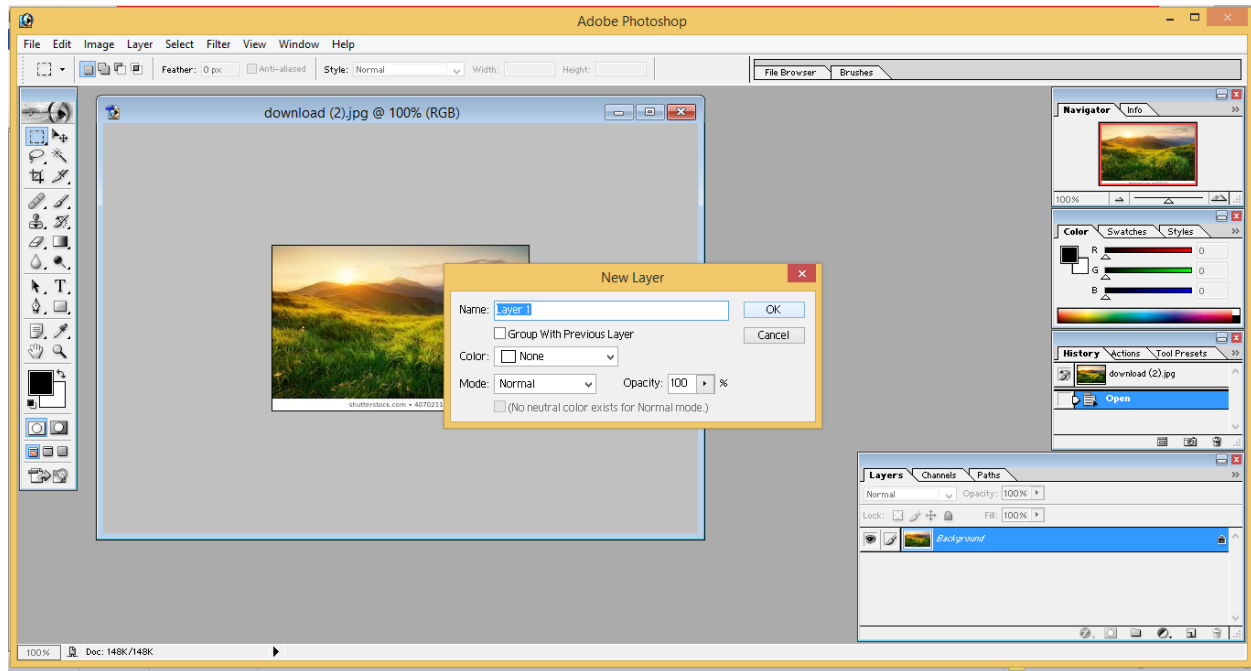 Adobe Photoshop
File Edit Image Layer Select Filter View Window Help
Feather: 0 px Anti-aliased Style: Normal Width: Height: File Browser Brushes
download (2).jpg @ 100% (RGB)
Navigator Info
100%
Color Swatches Styles
R 0
G 0
B 0
New Layer
Name: Layer 1 OK
Group With Previous Layer Cancel
Color: None
Mode: Normal Opacity: 100 %
(No neutral color exists for Normal mode.)
shutterstock.com • 4070211
History Actions Tool Presets
download (2).jpg
Open
Layers Channels Paths
Normal Opacity: 100%
Lock: Fill: 100%
Background
100% Doc: 148K/148K